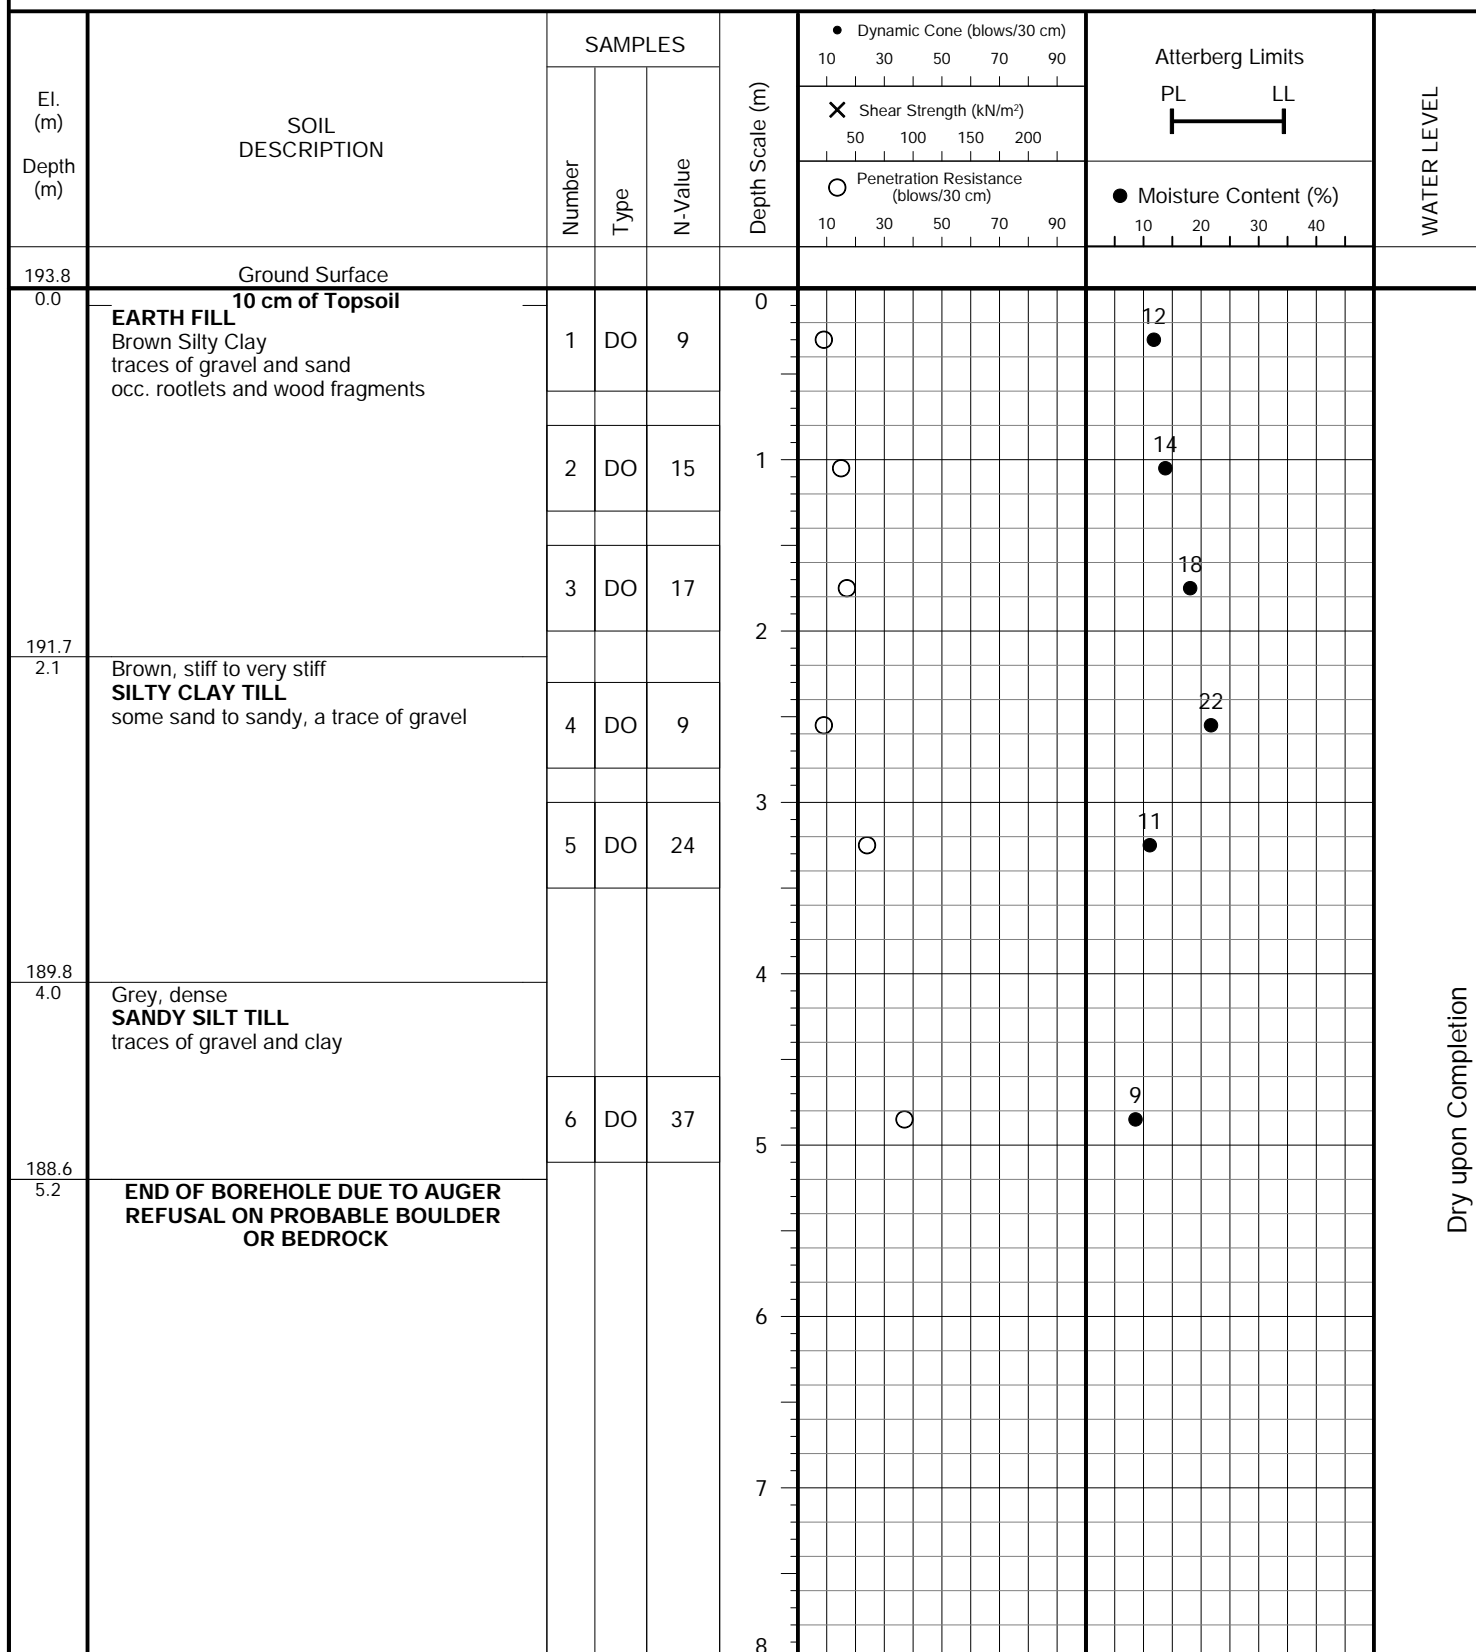 El.
(m)
Depth
(m)
SOIL
DESCRIPTION
SAMPLES
Number
Type
N-Value
Depth Scale (m)
Dynamic Cone (blows/30 cm)
10 30 50 70 90
Shear Strength (kN/m²)
50 100 150 200
Penetration Resistance
(blows/30 cm)
10 30 50 70 90
Atterberg Limits
PL LL
Moisture Content (%)
10 20 30 40
WATER LEVEL
193.8 Ground Surface
0.0 10 cm of Topsoil 0
EARTH FILL
Brown Silty Clay
traces of gravel and sand
occ. rootlets and wood fragments
12
1 DO 9
14
1
2 DO 15
18
3 DO 17
2
191.7
2.1 Brown, stiff to very stiff
SILTY CLAY TILL
some sand to sandy, a trace of gravel
22
4 DO 9
3
11
5 DO 24
189.8
4
4.0 Grey, dense
SANDY SILT TILL
traces of gravel and clay
9
6 DO 37
5
188.6
5.2 END OF BOREHOLE DUE TO AUGER
REFUSAL ON PROBABLE BOULDER
OR BEDROCK
Dry upon Completion
6
7
8